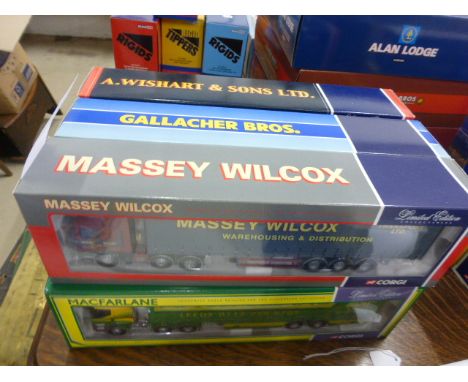 RIGIDS
TIPPERS
RIGIDS
ALAN LODGE
A.WISHART & SONS LTD.
GALLACHER BROS.
MASSEY WILCOX
MASSEY WILCOX
Limited Edition
MASSEY WILCOX
WAREHOUSING & DISTRIBUTION
CORGI
MACFARLANE
Limited Edition
CORGI